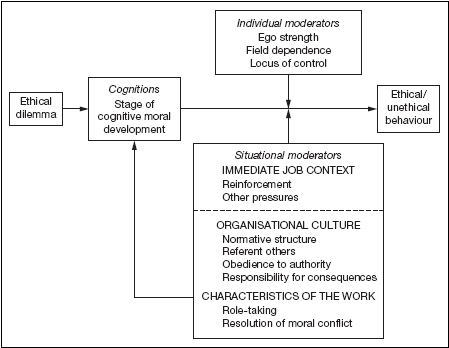 Individual moderators
Ego strength
Field dependence
Locus of control
Ethical
dilemma
Cognitions
Stage of
cognitive moral
development
Ethical/
unethical
behaviour
Situational moderators
IMMEDIATE JOB CONTEXT
Reinforcement
Other pressures
ORGANISATIONAL CULTURE
Normative structure
Referent others
Obedience to authority
Responsibility for consequences
CHARACTERISTICS OF THE WORK
Role-taking
Resolution of moral conflict